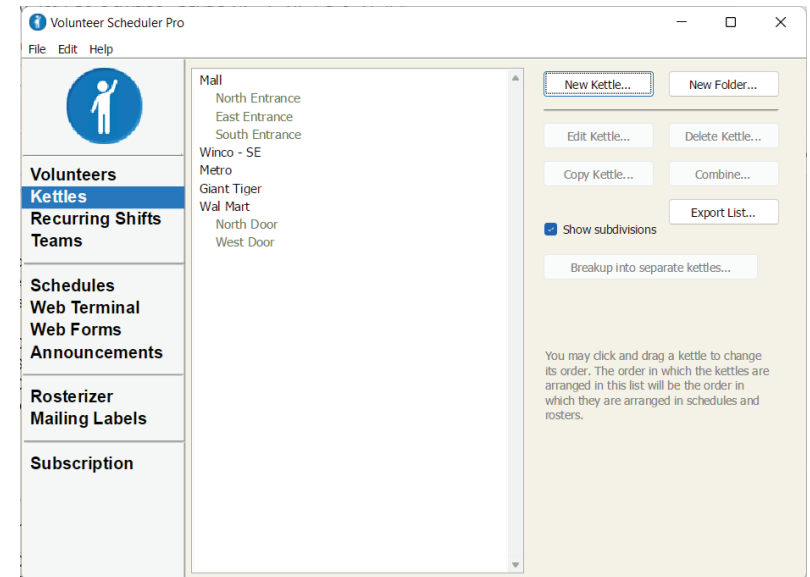 Volunteer Scheduler Pro
File Edit Help
Volunteers
Kettles
Recurring Shifts
Teams
Schedules
Web Terminal
Web Forms
Announcements
Rosterizer
Mailing Labels
Subscription
Mall
North Entrance
East Entrance
South Entrance
Winco - SE
Metro
Giant Tiger
Wal Mart
North Door
West Door
New Kettle... New Folder...
Edit Kettle... Delete Kettle...
Copy Kettle... Combine...
Export List...
Show subdivisions
Breakup into separate kettles...
You may click and drag a kettle to change
its order. The order in which the kettles are
arranged in this list will be the order in
which they are arranged in schedules and
rosters.